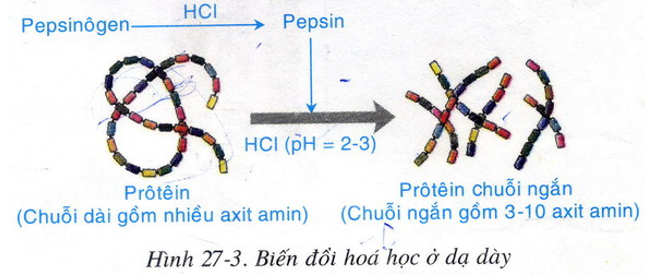 HCl
Pepsinôgen Pepsin
HCl (pH = 2-3)
Prôtêin Prôtêin chuỗi ngắn
(Chuỗi dài gồm nhiều axit amin) (Chuỗi ngắn gồm 3-10 axit amin)
Hình 27-3. Biến đổi hoá học ở dạ dày